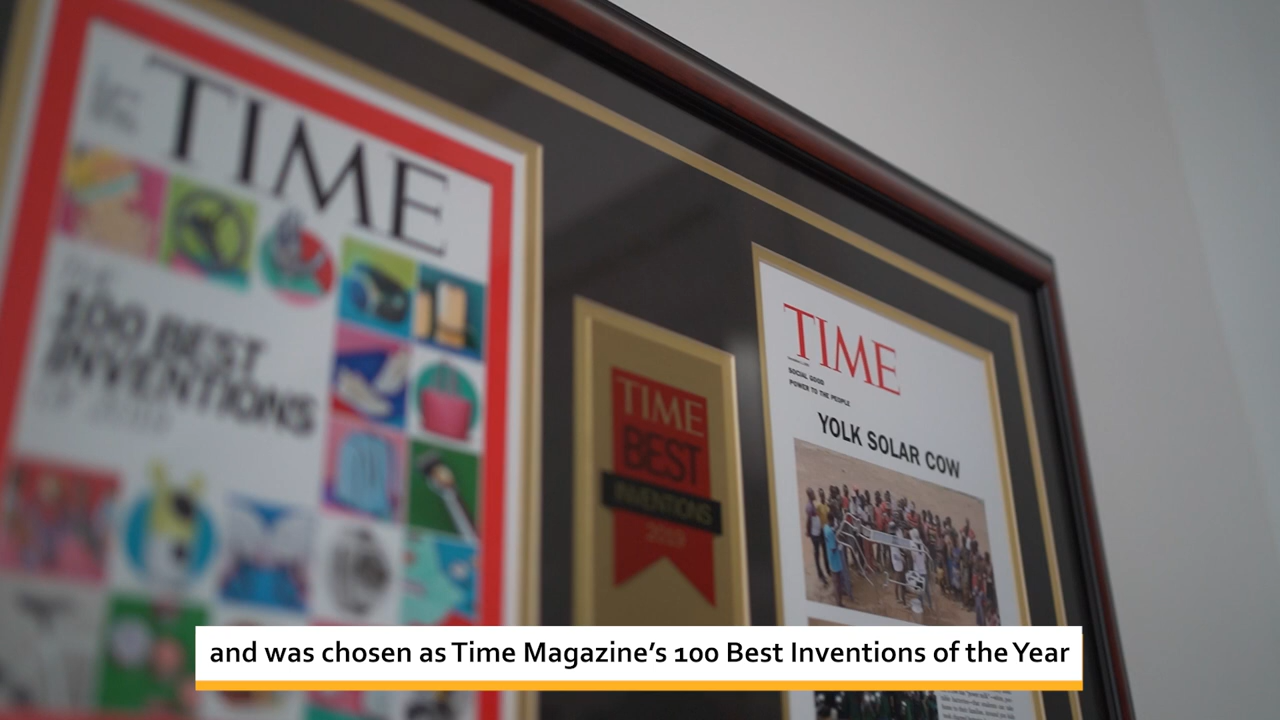 TIME
100 BEST
INVENTIONS
TIME
BEST
INVENTIONS
2019
TIME
SOCIAL GOOD
POWER TO THE PEOPLE
YOLK SOLAR COW
and was chosen as Time Magazine's 100 Best Inventions of the Year